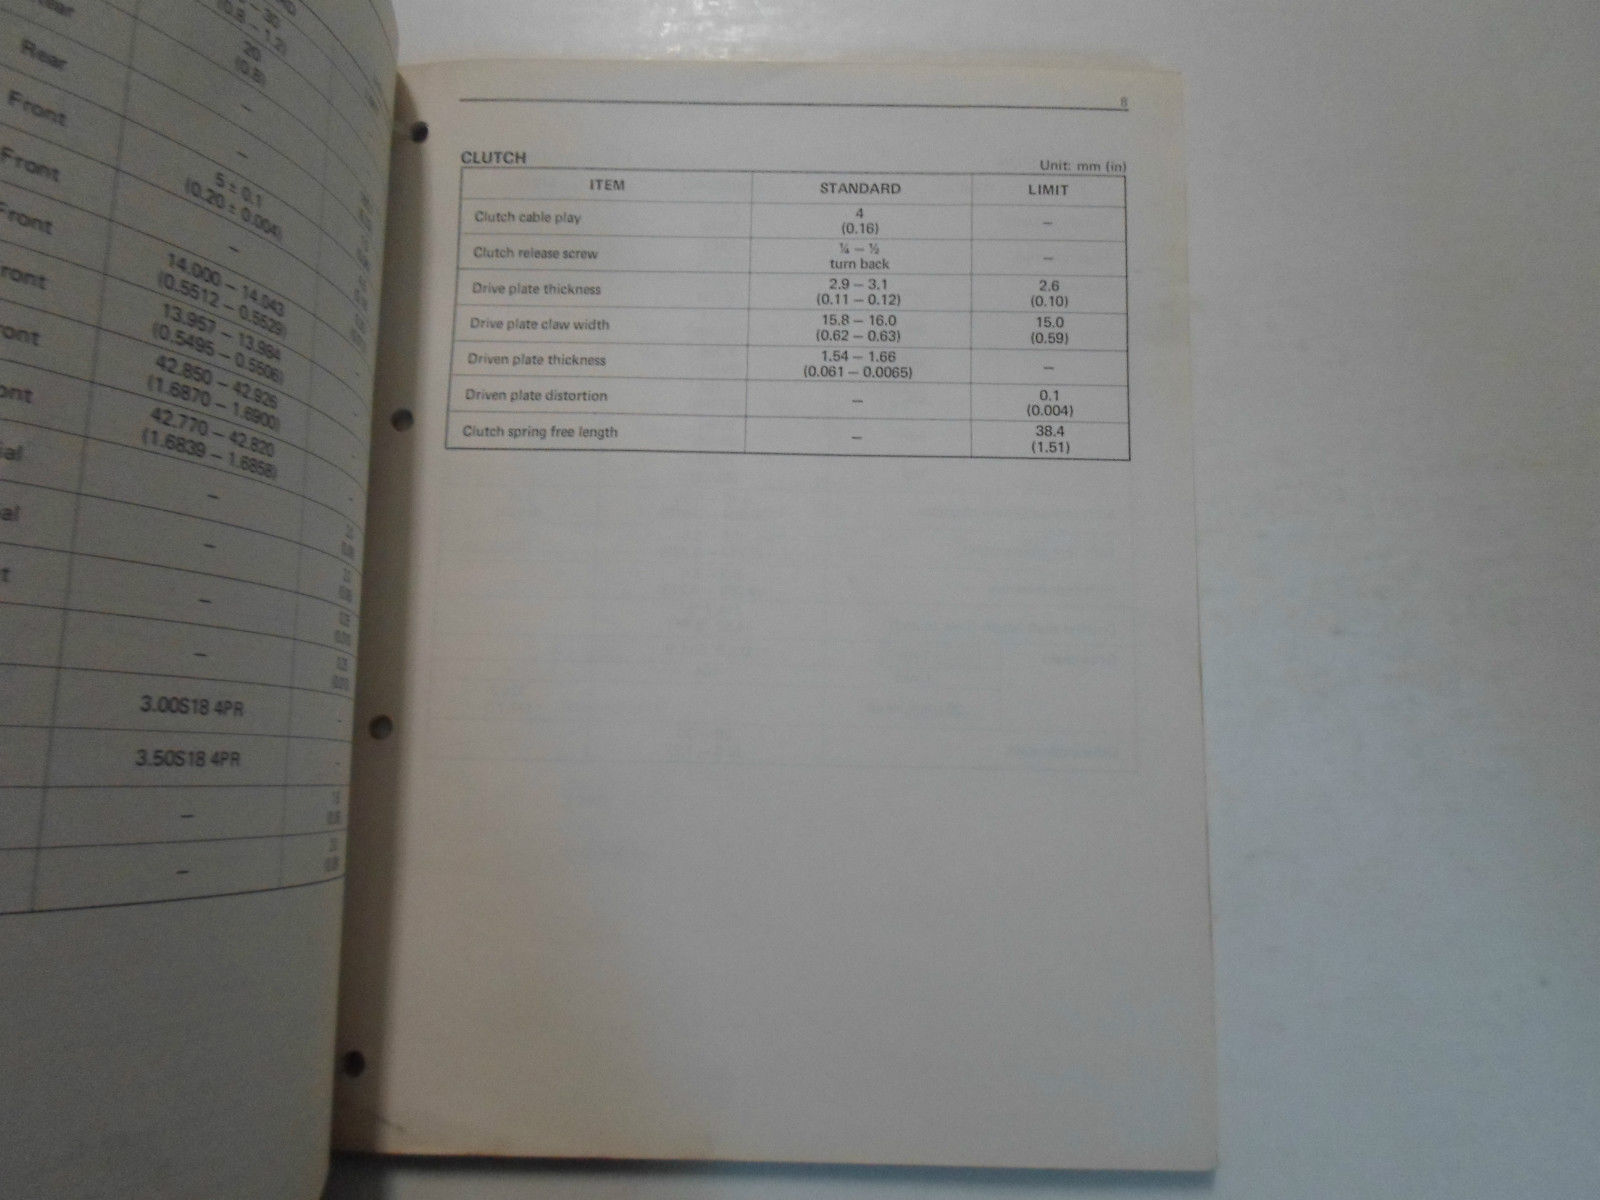 Rear
Front
Front
20
(0.8)
–
–
5 ± 0.1
(0.20 ± 0.004)
–
14.000 – 14.043
(0.5512 – 0.5529)
13.957 – 13.984
(0.5495 – 0.5506)
42.850 – 42.926
(1.6870 – 1.6900)
42.770 – 42.820
(1.6839 – 1.6858)
–
–
–
–
3.00S18 4PR
3.50S18 4PR
–
–
8
CLUTCH
Unit: mm (in)
ITEM STANDARD LIMIT
Clutch cable play 4 –
(0.16)
Clutch release screw ¼ – ½ –
turn back
Drive plate thickness 2.9 – 3.1 2.6
(0.11 – 0.12) (0.10)
Drive plate claw width 15.8 – 16.0 15.0
(0.62 – 0.63) (0.59)
Driven plate thickness 1.54 – 1.66 –
(0.061 – 0.0065)
Driven plate distortion – 0.1
(0.004)
Clutch spring free length – 38.4
(1.51)